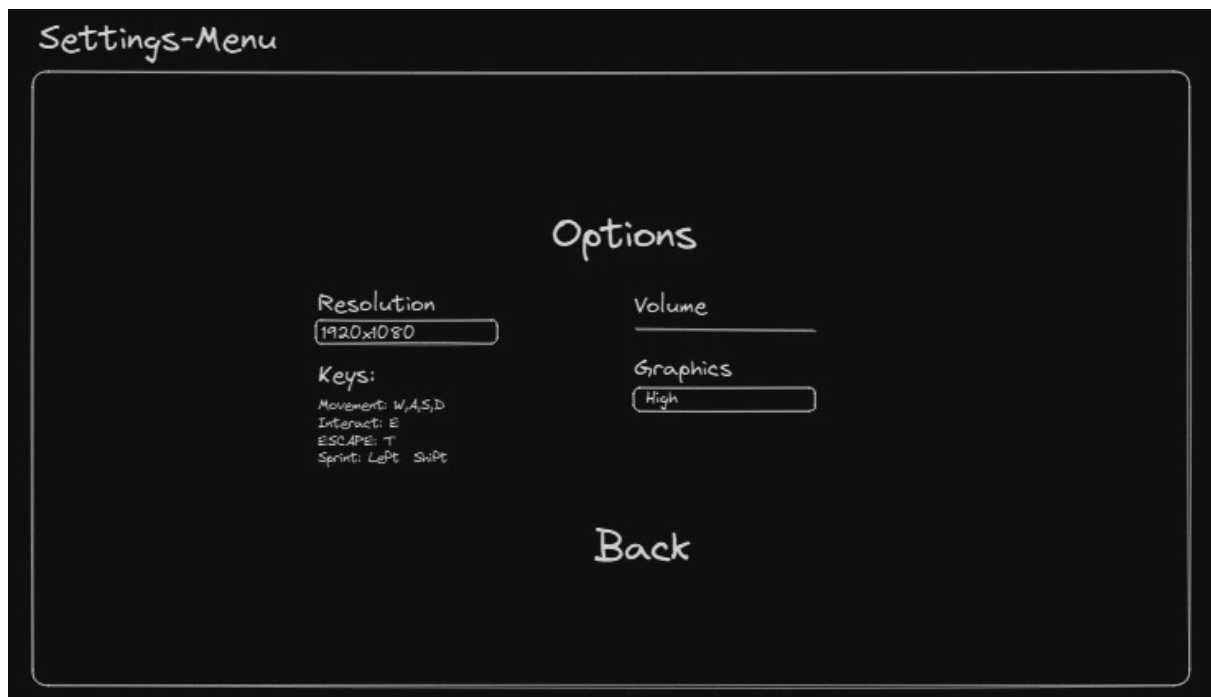 Settings-Menu
Options
Resolution
1920x1080
Keys:
Movement: W,A,S,D
Interact: E
ESCAPE: T
Sprint: Left Shift
Volume
Graphics
High
Back